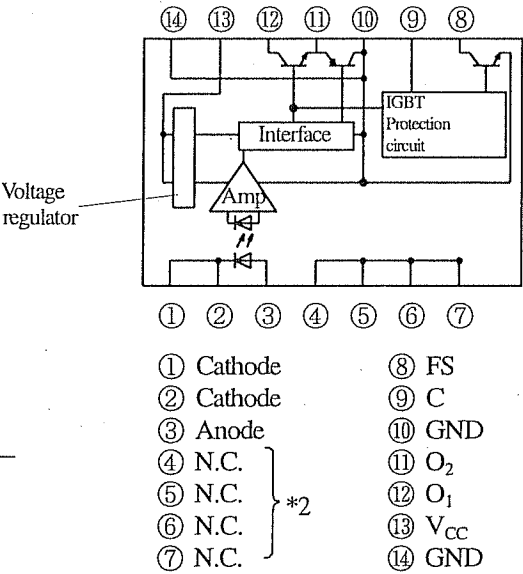 ⑭ ⑬ ⑫ ⑪ ⑩ ⑨ ⑧
IGBT
Protection
circuit
Interface
Voltage
regulator
Amp
① ② ③ ④ ⑤ ⑥ ⑦
① Cathode
② Cathode
③ Anode
④ N.C.
⑤ N.C.
⑥ N.C.
⑦ N.C.
*2
⑧ FS
⑨ C
⑩ GND
⑪ O₂
⑫ O₁
⑬ V_CC
⑭ GND